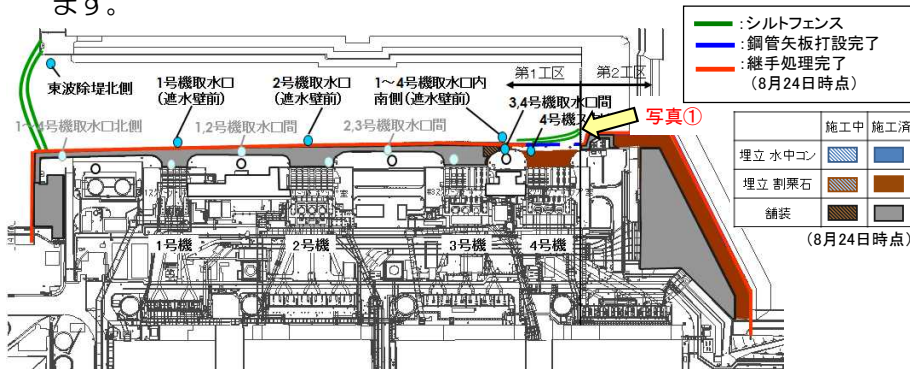 ます。
:シルトフェンス
:鋼管矢板打設完了
:継手処理完了
(8月24日時点)
東波除堤北側
1号機取水口
(遮水壁前)
2号機取水口
(遮水壁前)
1~4号機取水口内
南側(遮水壁前)
第1工区
第2工区
3,4号機取水口間
写真①
1~4号機取水口北側
1,2号機取水口間
2,3号機取水口間
施工中 施工済
埋立 水中コン
埋立 割栗石
舗装
(8月24日時点)
1号機
2号機
3号機
4号機